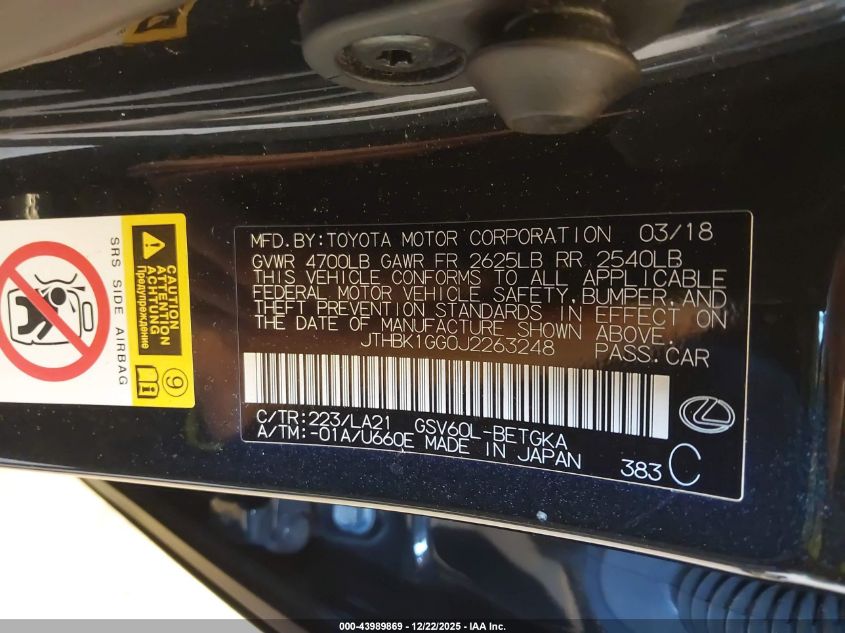 MFD.BY:TOYOTA MOTOR CORPORATION 03/18
GVWR 4700LB GAWR FR 2625LB RR 2540LB
THIS VEHICLE CONFORMS TO ALL APPLICABLE
FEDERAL MOTOR VEHICLE SAFETY, BUMPER, AND
THEFT PREVENTION STANDARDS IN EFFECT ON
THE DATE OF MANUFACTURE SHOWN ABOVE.
JTHBK1GG0J2263248 PASS.CAR
C/TR:223/LA21 GSV60L-BETGKA
A/TM:-01A/U660E MADE IN JAPAN 383 C
CAUTION
ATTENTION
ACHTUNG
Предупреждение
SRS SIDE AIRBAG
9
000-43989869 - 12/22/2025 - IAA Inc.